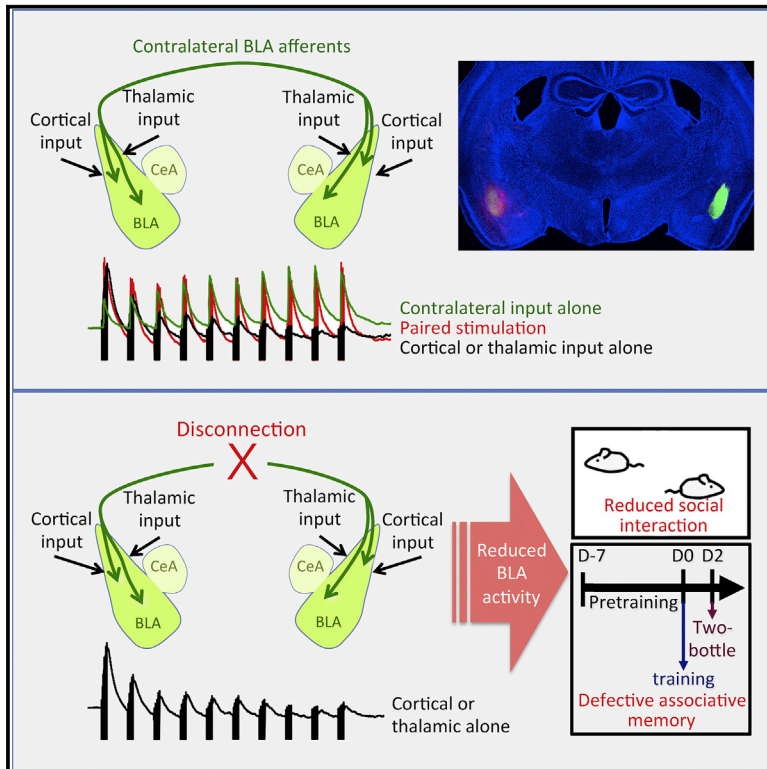 Contralateral BLA afferents
Thalamic
input
Cortical
input
CeA
BLA
Thalamic
input
Cortical
input
CeA
BLA
Contralateral input alone
Paired stimulation
Cortical or thalamic input alone
Disconnection
X
Thalamic
input
Cortical
input
CeA
BLA
Thalamic
input
Cortical
input
CeA
BLA
Cortical or
thalamic alone
Reduced
BLA
activity
Reduced social
interaction
D-7
D0
D2
Pretraining
Two-
bottle
training
Defective associative
memory